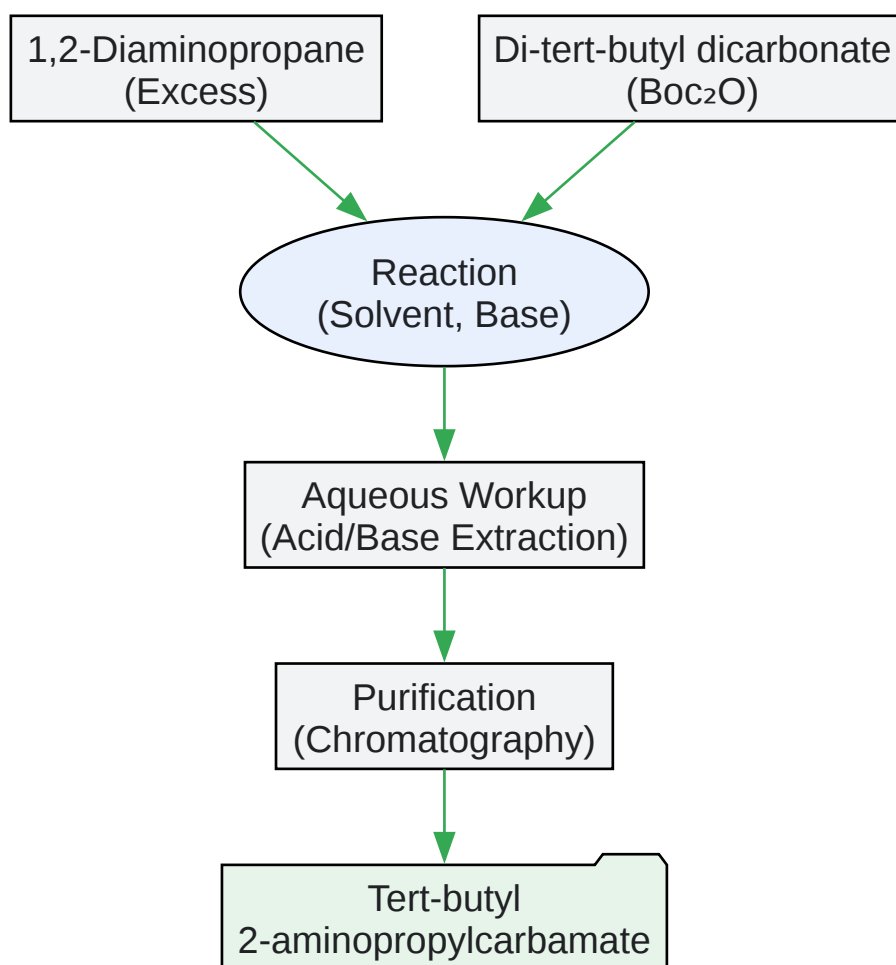 1,2-Diaminopropane
(Excess)
Di-tert-butyl dicarbonate
(Boc₂O)
Reaction
(Solvent, Base)
Aqueous Workup
(Acid/Base Extraction)
Purification
(Chromatography)
Tert-butyl
2-aminopropylcarbamate